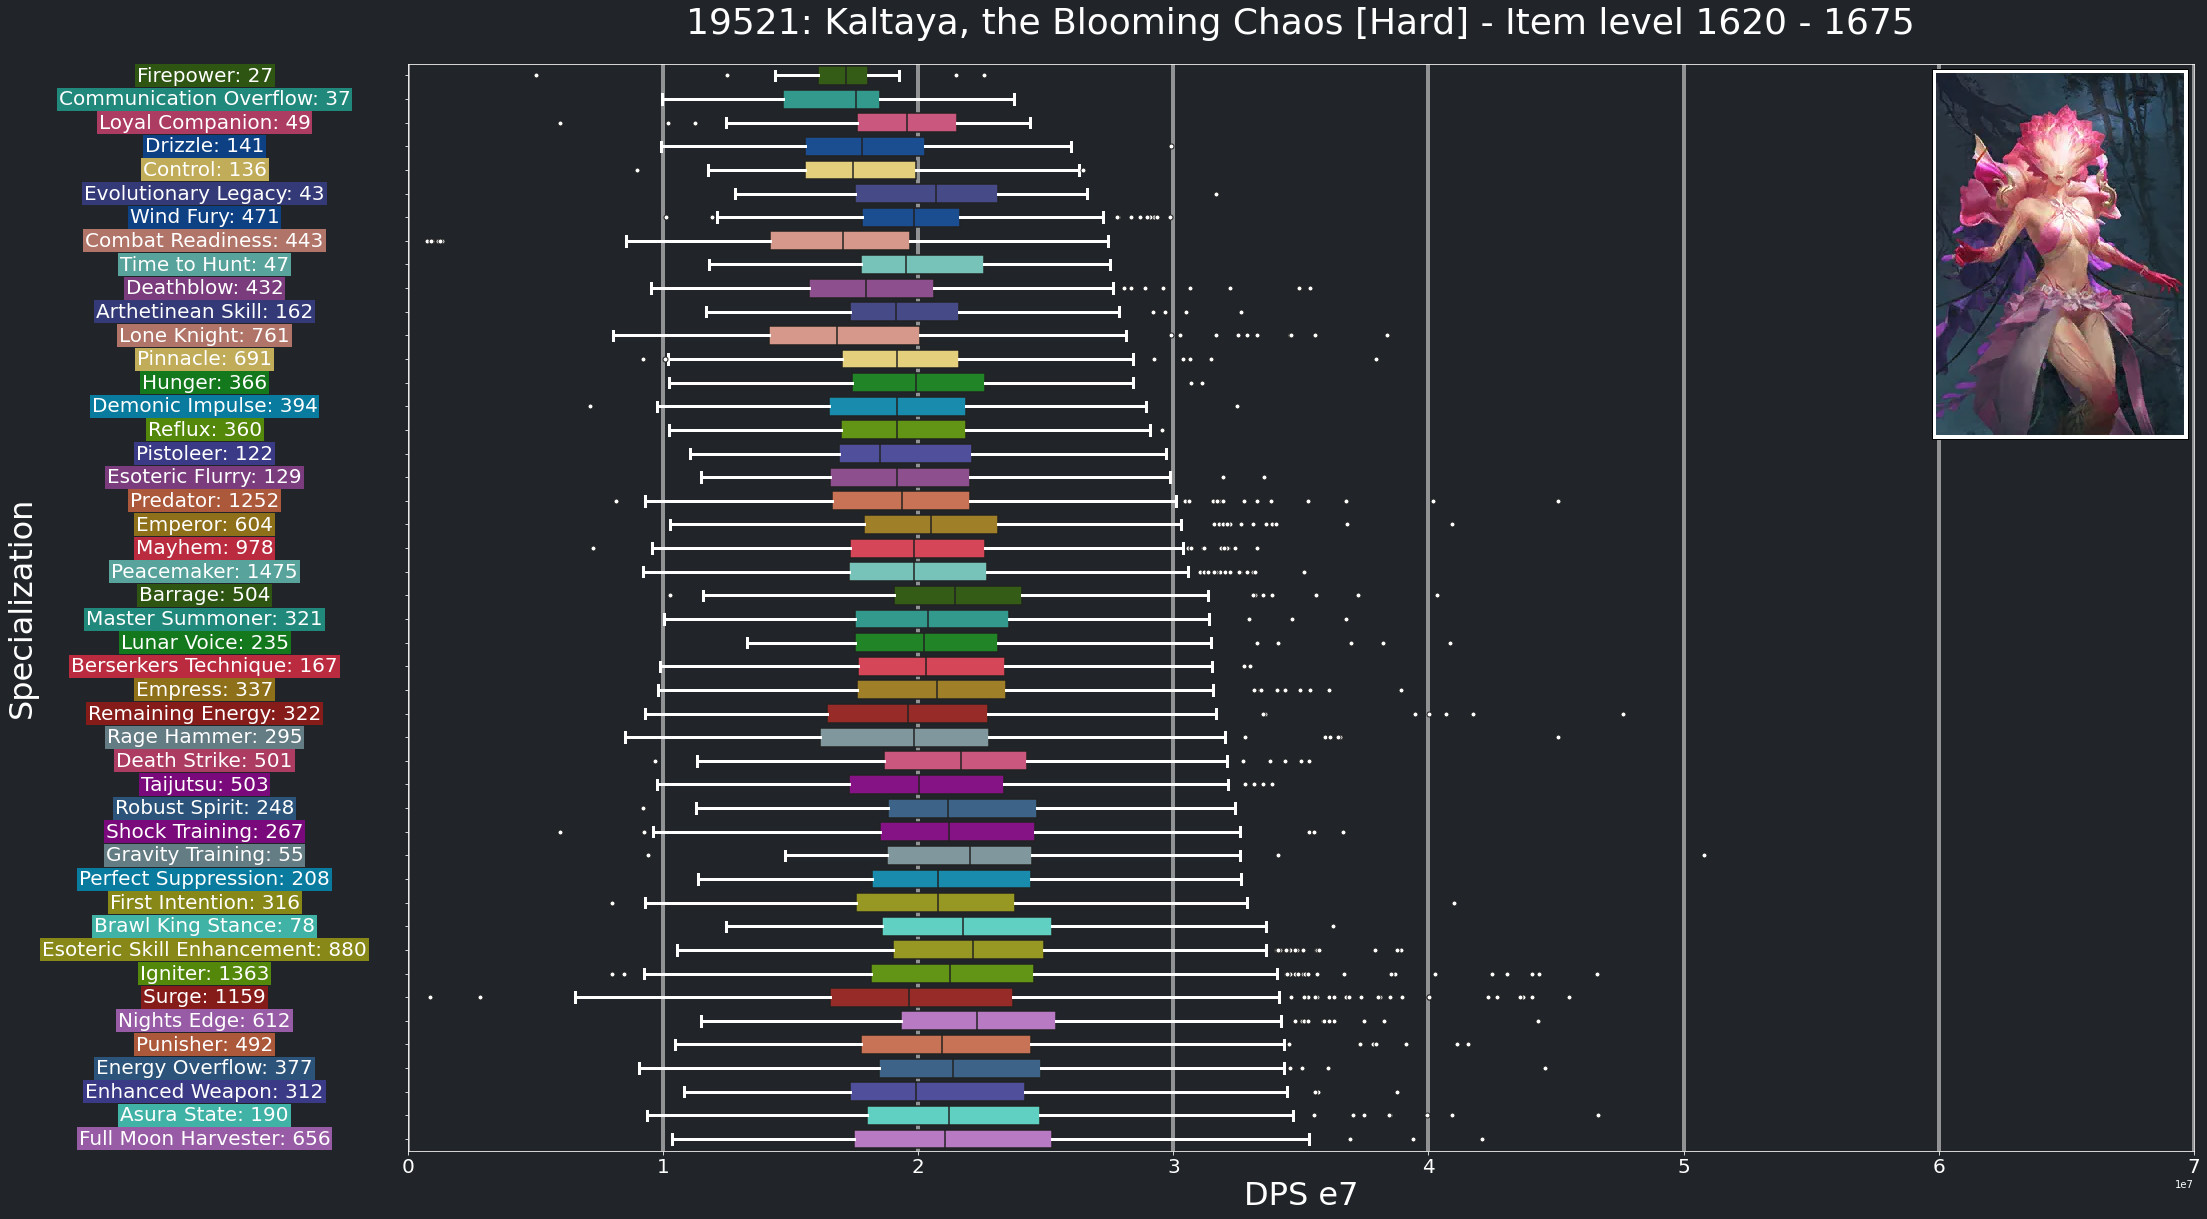 19521: Kaltaya, the Blooming Chaos [Hard] - Item level 1620 - 1675
Specialization
Firepower: 27
Communication Overflow: 37
Loyal Companion: 49
Drizzle: 141
Control: 136
Evolutionary Legacy: 43
Wind Fury: 471
Combat Readiness: 443
Time to Hunt: 47
Deathblow: 432
Arthetinean Skill: 162
Lone Knight: 761
Pinnacle: 691
Hunger: 366
Demonic Impulse: 394
Reflux: 360
Pistoleer: 122
Esoteric Flurry: 129
Predator: 1252
Emperor: 604
Mayhem: 978
Peacemaker: 1475
Barrage: 504
Master Summoner: 321
Lunar Voice: 235
Berserkers Technique: 167
Empress: 337
Remaining Energy: 322
Rage Hammer: 295
Death Strike: 501
Taijutsu: 503
Robust Spirit: 248
Shock Training: 267
Gravity Training: 55
Perfect Suppression: 208
First Intention: 316
Brawl King Stance: 78
Esoteric Skill Enhancement: 880
Igniter: 1363
Surge: 1159
Nights Edge: 612
Punisher: 492
Energy Overflow: 377
Enhanced Weapon: 312
Asura State: 190
Full Moon Harvester: 656
0 1 2 3 4 5 6 7
1e7
DPS e7